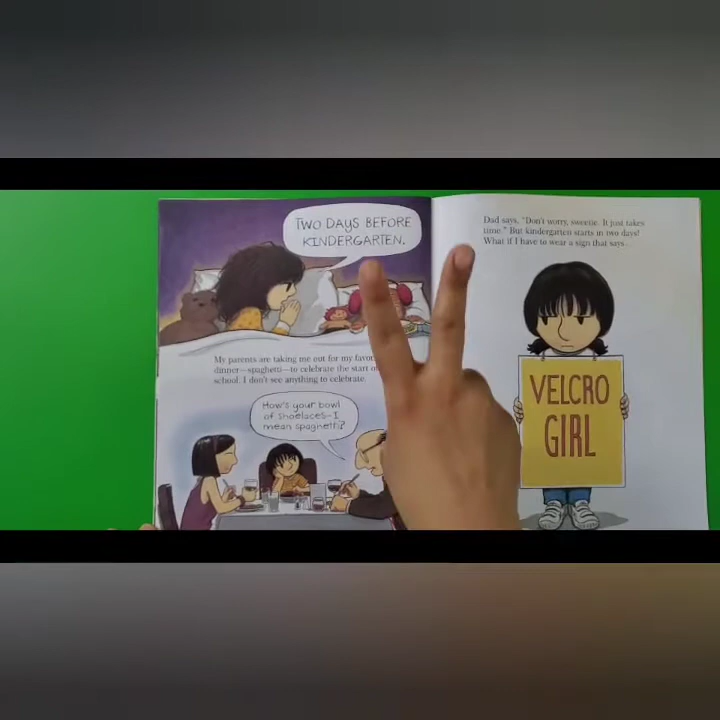 TWO DAYS BEFORE
KINDERGARTEN.
My parents are taking me out for my
dinner—spaghetti—to celebrate the start
school. I don't see anything to celebrate.
How's your bowl
of shoelaces—I
mean spaghetti?
Dad says, "Don't worry, sweetie. It just takes
time." But kindergarten starts in two days!
What if I have to wear a sign that says
VELCRO
GIRL